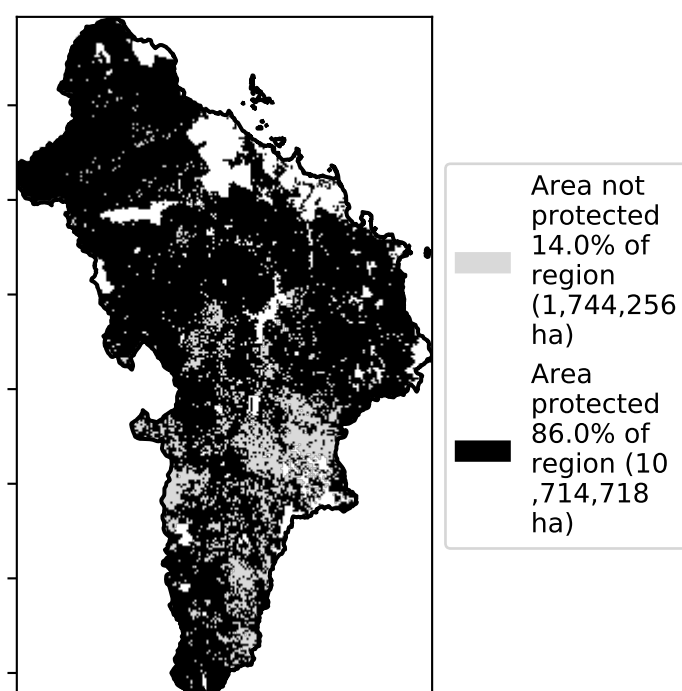 Area not
protected
14.0% of
region
(1,744,256
ha)
Area
protected
86.0% of
region (10
,714,718
ha)